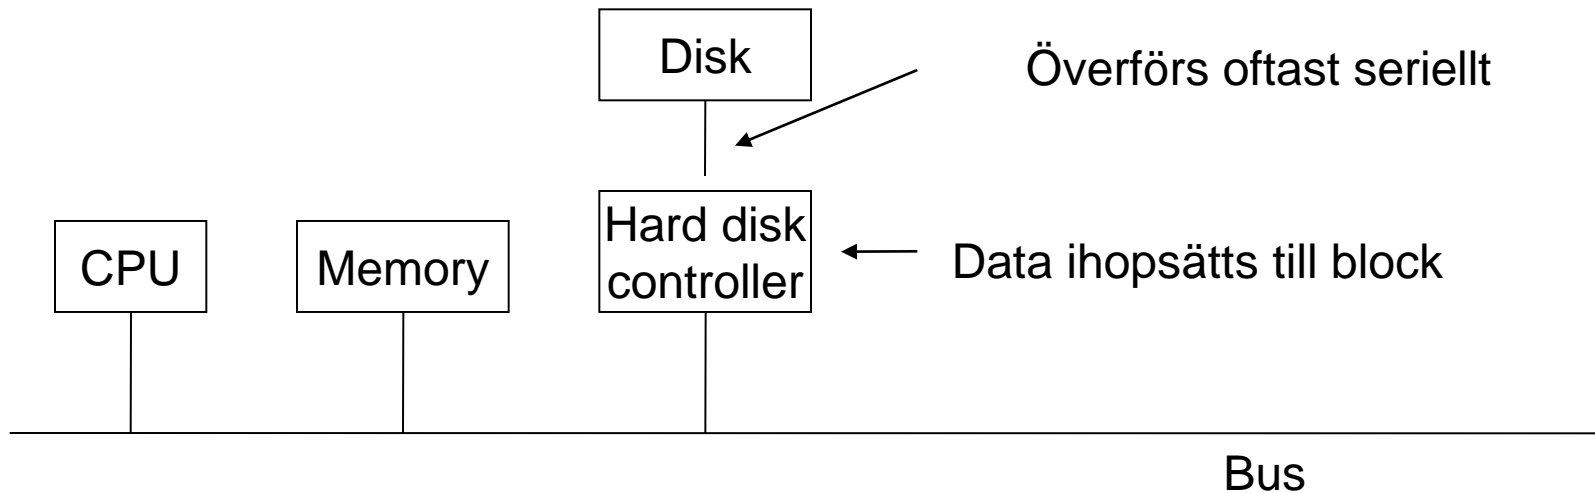 Disk
Överförs oftast seriellt
CPU
Memory
Hard disk
controller
Data ihopsätts till block
Bus